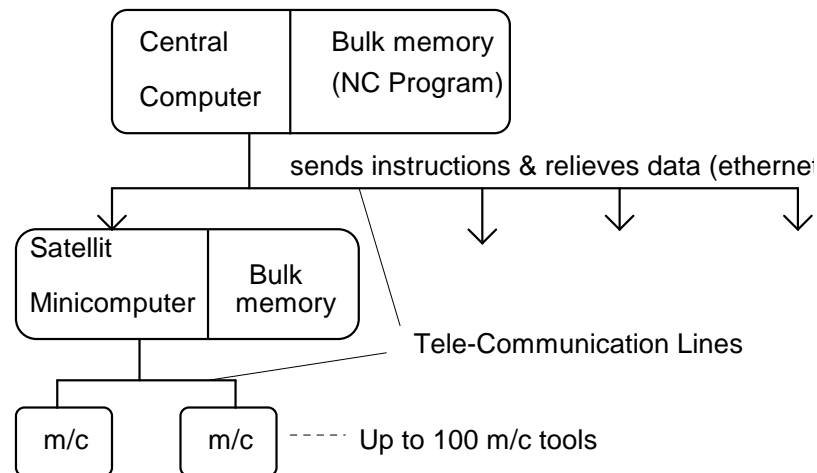 Central
Computer
Bulk memory
(NC Program)
sends instructions & relieves data (ethernet
Satellit
Minicomputer
Bulk
memory
Tele-Communication Lines
m/c
m/c
Up to 100 m/c tools